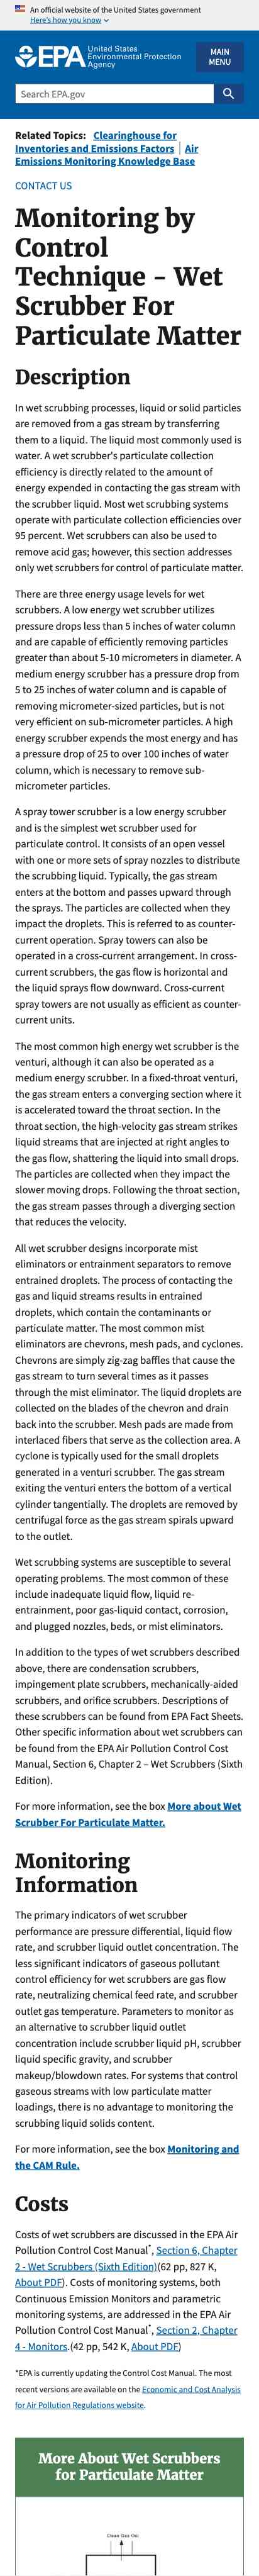 An official website of the United States government
Here's how you know
EPA United States
Environmental Protection
Agency
MAIN
MENU
Search EPA.gov
Related Topics: Clearinghouse for
Inventories and Emissions Factors | Air
Emissions Monitoring Knowledge Base
CONTACT US
Monitoring by
Control
Technique - Wet
Scrubber For
Particulate Matter
Description
In wet scrubbing processes, liquid or solid particles
are removed from a gas stream by transferring
them to a liquid. The liquid most commonly used is
water. A wet scrubber's particulate collection
efficiency is directly related to the amount of
energy expended in contacting the gas stream with
the scrubber liquid. Most wet scrubbing systems
operate with particulate collection efficiencies over
95 percent. Wet scrubbers can also be used to
remove acid gas; however, this section addresses
only wet scrubbers for control of particulate matter.
There are three energy usage levels for wet
scrubbers. A low energy wet scrubber utilizes
pressure drops less than 5 inches of water column
and are capable of efficiently removing particles
greater than about 5-10 micrometers in diameter. A
medium energy scrubber has a pressure drop from
5 to 25 inches of water column and is capable of
removing micrometer-sized particles, but is not
very efficient on sub-micrometer particles. A high
energy scrubber expends the most energy and has
a pressure drop of 25 to over 100 inches of water
column, which is necessary to remove sub-
micrometer particles.
A spray tower scrubber is a low energy scrubber
and is the simplest wet scrubber used for
particulate control. It consists of an open vessel
with one or more sets of spray nozzles to distribute
the scrubbing liquid. Typically, the gas stream
enters at the bottom and passes upward through
the sprays. The particles are collected when they
impact the droplets. This is referred to as counter-
current operation. Spray towers can also be
operated in a cross-current arrangement. In cross-
current scrubbers, the gas flow is horizontal and
the liquid sprays flow downward. Cross-current
spray towers are not usually as efficient as counter-
current units.
The most common high energy wet scrubber is the
venturi, although it can also be operated as a
medium energy scrubber. In a fixed-throat venturi,
the gas stream enters a converging section where it
is accelerated toward the throat section. In the
throat section, the high-velocity gas stream strikes
liquid streams that are injected at right angles to
the gas flow, shattering the liquid into small drops.
The particles are collected when they impact the
slower moving drops. Following the throat section,
the gas stream passes through a diverging section
that reduces the velocity.
All wet scrubber designs incorporate mist
eliminators or entrainment separators to remove
entrained droplets. The process of contacting the
gas and liquid streams results in entrained
droplets, which contain the contaminants or
particulate matter. The most common mist
eliminators are chevrons, mesh pads, and cyclones.
Chevrons are simply zig-zag baffles that cause the
gas stream to turn several times as it passes
through the mist eliminator. The liquid droplets are
collected on the blades of the chevron and drain
back into the scrubber. Mesh pads are made from
interlaced fibers that serve as the collection area. A
cyclone is typically used for the small droplets
generated in a venturi scrubber. The gas stream
exiting the venturi enters the bottom of a vertical
cylinder tangentially. The droplets are removed by
centrifugal force as the gas stream spirals upward
to the outlet.
Wet scrubbing systems are susceptible to several
operating problems. The most common of these
include inadequate liquid flow, liquid re-
entrainment, poor gas-liquid contact, corrosion,
and plugged nozzles, beds, or mist eliminators.
In addition to the types of wet scrubbers described
above, there are condensation scrubbers,
impingement plate scrubbers, mechanically-aided
scrubbers, and orifice scrubbers. Descriptions of
these scrubbers can be found from EPA Fact Sheets.
Other specific information about wet scrubbers can
be found from the EPA Air Pollution Control Cost
Manual, Section 6, Chapter 2 – Wet Scrubbers (Sixth
Edition).
For more information, see the box More about Wet
Scrubber For Particulate Matter.
Monitoring
Information
The primary indicators of wet scrubber
performance are pressure differential, liquid flow
rate, and scrubber liquid outlet concentration. The
less significant indicators of gaseous pollutant
control efficiency for wet scrubbers are gas flow
rate, neutralizing chemical feed rate, and scrubber
outlet gas temperature. Parameters to monitor as
an alternative to scrubber liquid outlet
concentration include scrubber liquid pH, scrubber
liquid specific gravity, and scrubber
makeup/blowdown rates. For systems that control
gaseous streams with low particulate matter
loadings, there is also no advantage to monitoring the
scrubbing liquid solids content.
For more information, see the box Monitoring and
the CAM Rule.
Costs
Costs of wet scrubbers are discussed in the EPA Air
Pollution Control Cost Manual*, Section 6, Chapter
2 - Wet Scrubbers (Sixth Edition)(62 pp, 827 K,
About PDF). Costs of monitoring systems, both
Continuous Emission Monitors and parametric
monitoring systems, are addressed in the EPA Air
Pollution Control Cost Manual*, Section 2, Chapter
4 - Monitors.(42 pp, 542 K, About PDF)
*EPA is currently updating the Control Cost Manual. The most
recent versions are available on the Economic and Cost Analysis
for Air Pollution Regulations website.
More About Wet Scrubbers
for Particulate Matter
Clean Gas Out